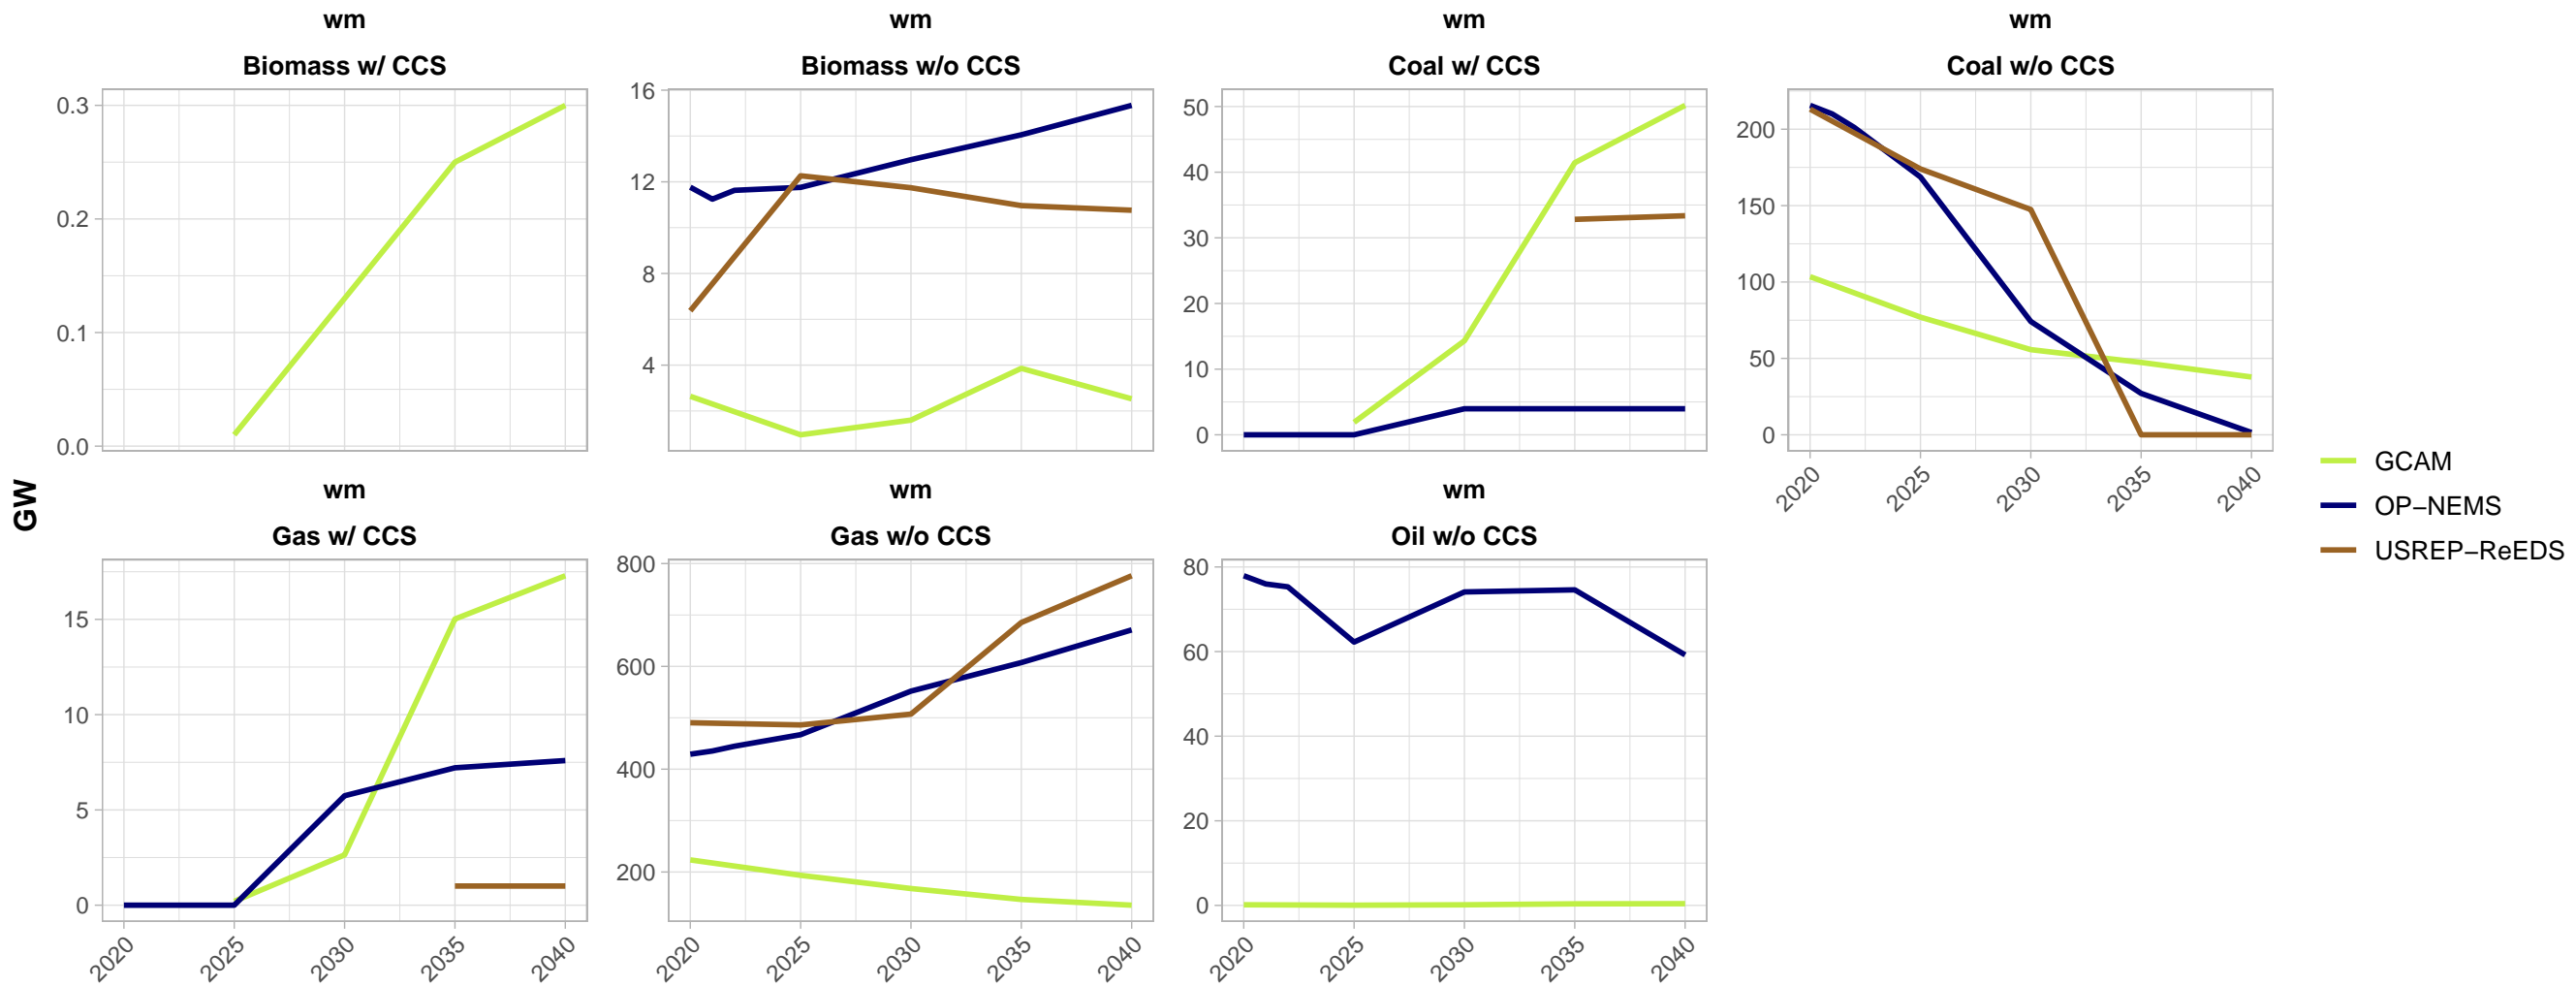 wm
Biomass w/ CCS
0.3
0.2
0.1
0.0
wm
Biomass w/o CCS
16
12
8
4
wm
Coal w/ CCS
50
40
30
20
10
0
wm
Coal w/o CCS
200
150
100
50
0
2020 2025 2030 2035 2040
GW
wm
Gas w/ CCS
15
10
5
0
2020 2025 2030 2035 2040
wm
Gas w/o CCS
800
600
400
200
2020 2025 2030 2035 2040
wm
Oil w/o CCS
80
60
40
20
0
2020 2025 2030 2035 2040
GCAM
OP−NEMS
USREP−ReEDS